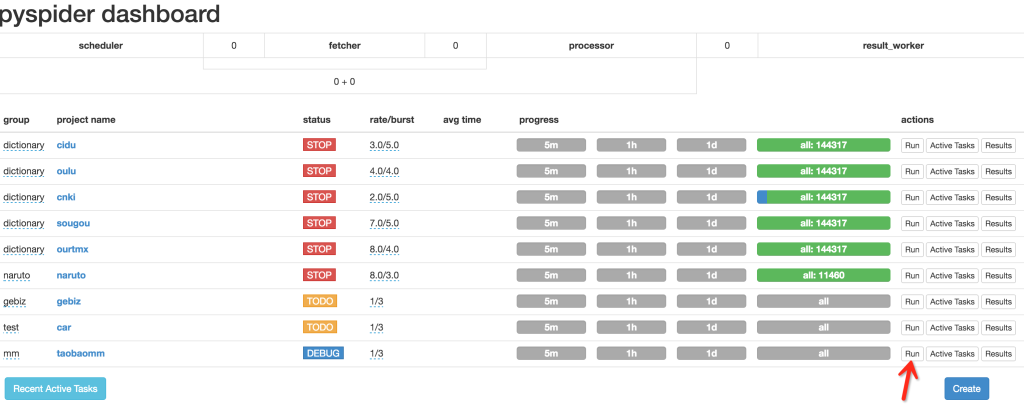 pyspider dashboard
scheduler 0 fetcher 0 processor 0 result_worker
0 + 0
group project name status rate/burst avg time progress actions
dictionary cidu STOP 3.0/5.0 5m 1h 1d all: 144317 Run Active Tasks Results
dictionary oulu STOP 4.0/4.0 5m 1h 1d all: 144317 Run Active Tasks Results
dictionary cnki STOP 2.0/5.0 5m 1h 1d all: 144317 Run Active Tasks Results
dictionary sougou STOP 7.0/5.0 5m 1h 1d all: 144317 Run Active Tasks Results
dictionary ourtmx STOP 8.0/4.0 5m 1h 1d all: 144317 Run Active Tasks Results
naruto naruto STOP 8.0/3.0 5m 1h 1d all: 11460 Run Active Tasks Results
gebiz gebiz TODO 1/3 5m 1h 1d all Run Active Tasks Results
test car TODO 1/3 5m 1h 1d all Run Active Tasks Results
mm taobaomm DEBUG 1/3 5m 1h 1d all Run Active Tasks Results
Recent Active Tasks Create